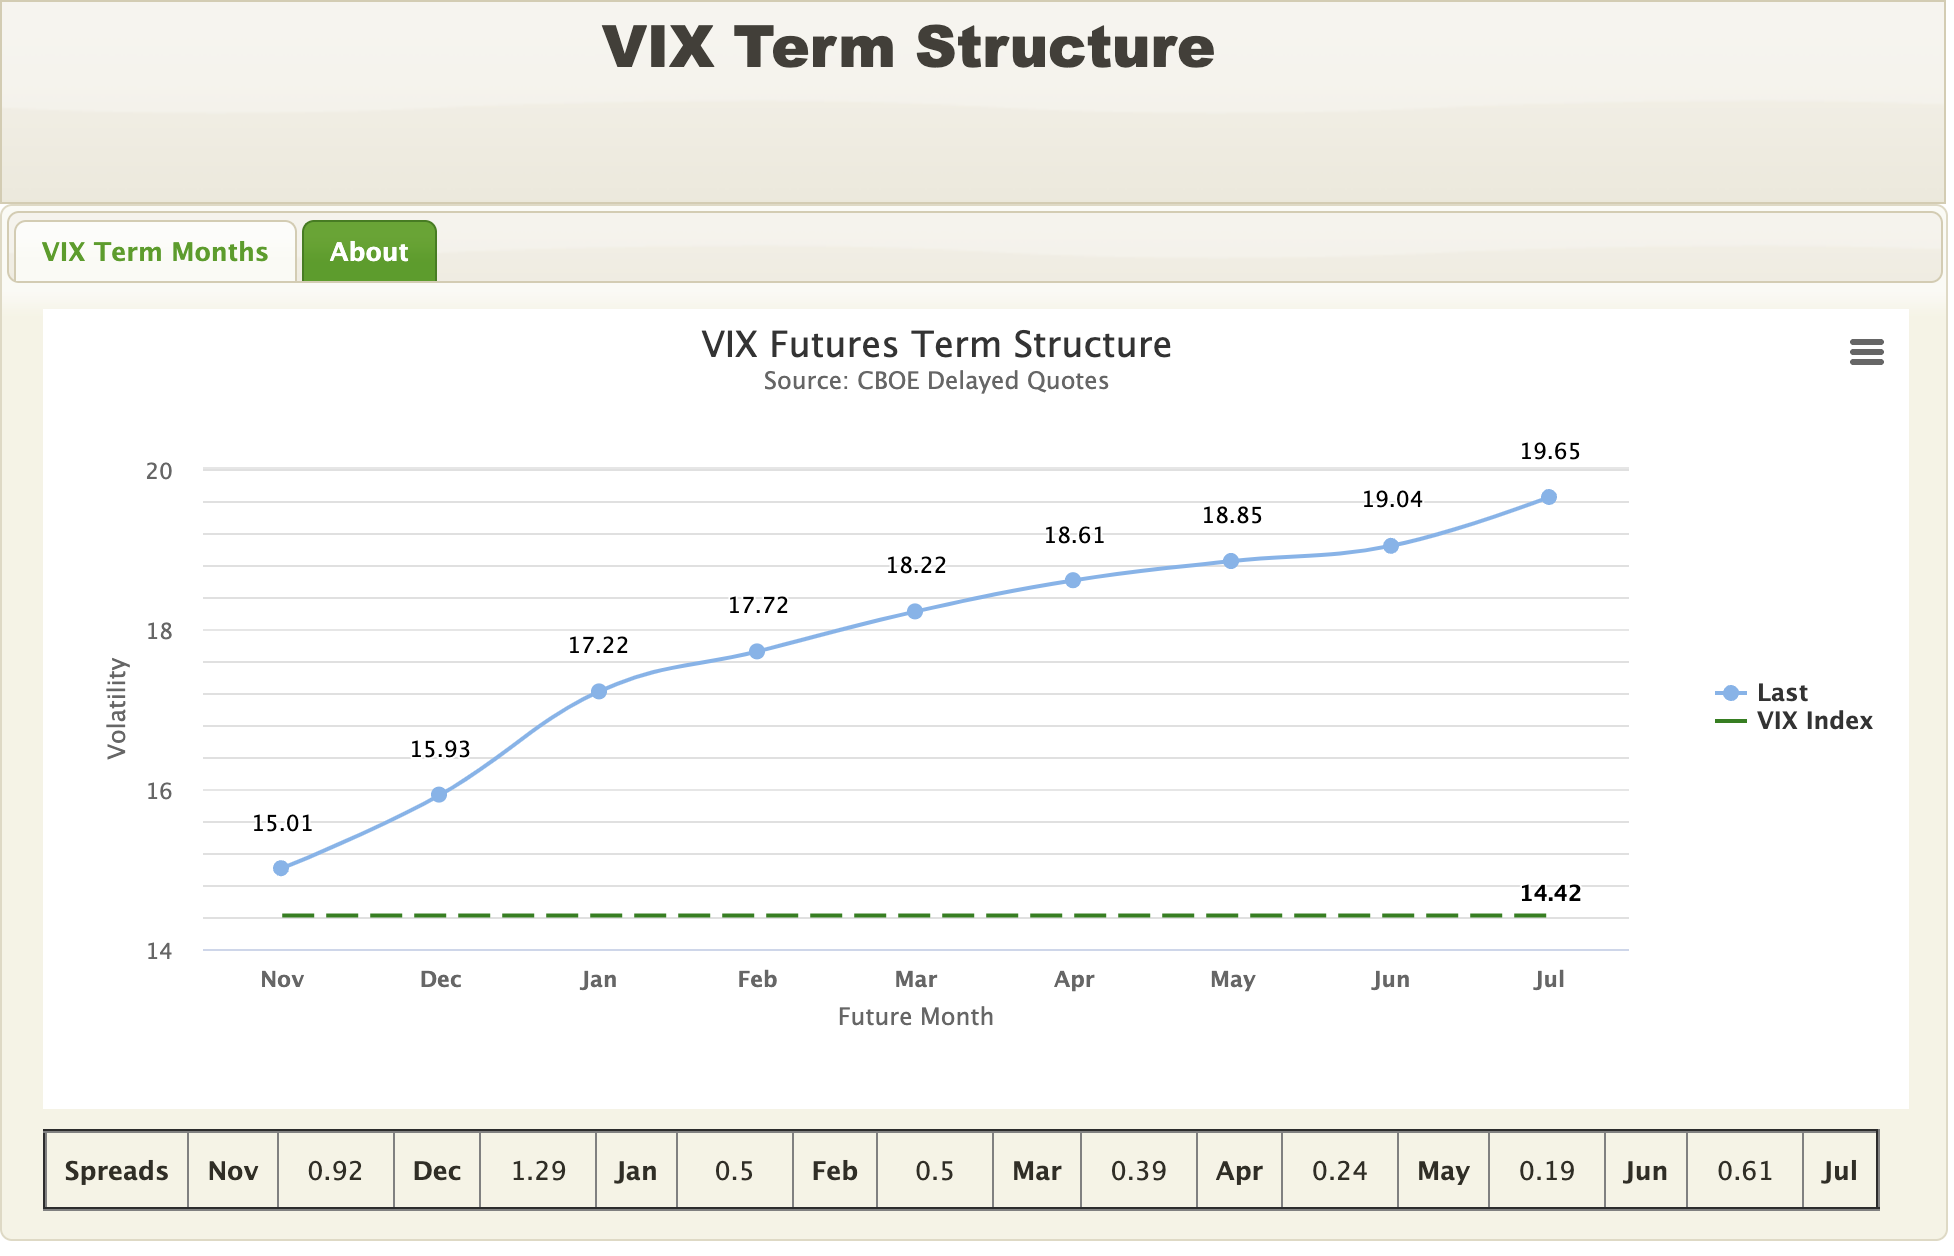 VIX Term Structure
VIX Term Months About
VIX Futures Term Structure
Source: CBOE Delayed Quotes
Volatility
20
18
16
14
15.01
15.93
17.22
17.72
18.22
18.61
18.85
19.04
19.65
14.42
Last
VIX Index
Nov Dec Jan Feb Mar Apr May Jun Jul
Future Month
Spreads Nov 0.92 Dec 1.29 Jan 0.5 Feb 0.5 Mar 0.39 Apr 0.24 May 0.19 Jun 0.61 Jul